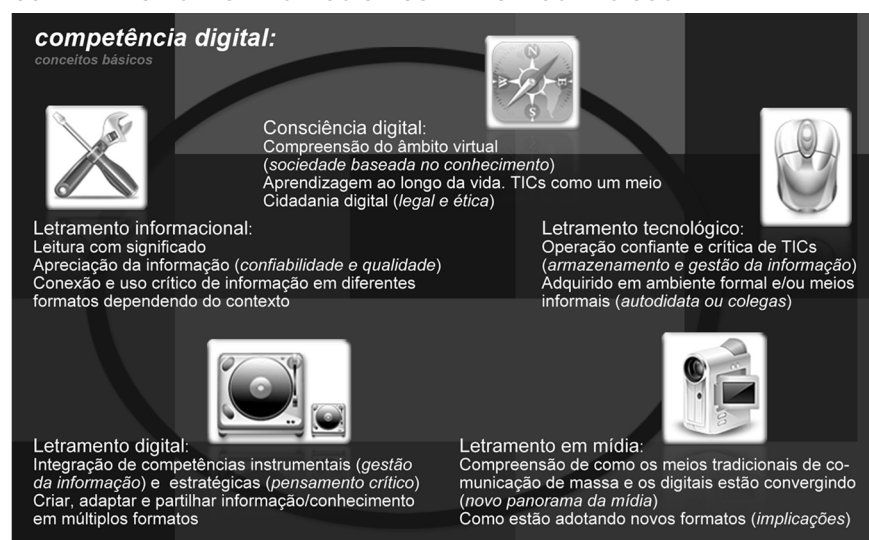 competência digital:
conceitos básicos
Consciência digital:
Compreensão do âmbito virtual
(sociedade baseada no conhecimento)
Aprendizagem ao longo da vida. TICs como um meio
Cidadania digital (legal e ética)
Letramento informacional:
Leitura com significado
Apreciação da informação (confiabilidade e qualidade)
Conexão e uso crítico de informação em diferentes
formatos dependendo do contexto
Letramento tecnológico:
Operação confiante e crítica de TICs
(armazenamento e gestão da informação)
Adquirido em ambiente formal e/ou meios
informais (autodidata ou colegas)
Letramento digital:
Integração de competências instrumentais (gestão
da informação) e estratégicas (pensamento crítico)
Criar, adaptar e partilhar informação/conhecimento
em múltiplos formatos
Letramento em mídia:
Compreensão de como os meios tradicionais de co-
municação de massa e os digitais estão convergindo
(novo panorama da mídia)
Como estão adotando novos formatos (implicações)
N
W
E
S